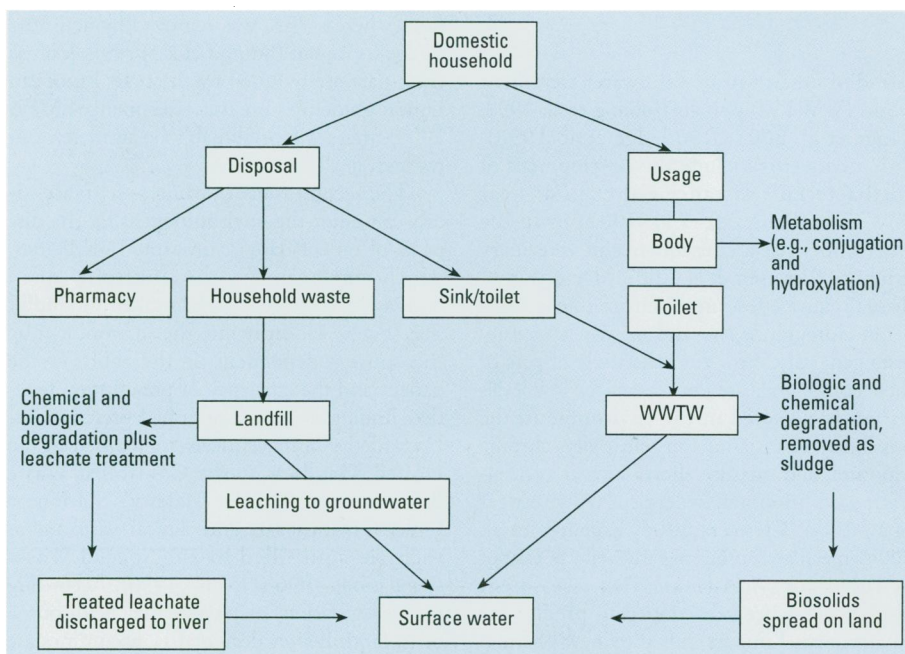 Domestic
household
Disposal
Usage
Body
Metabolism
(e.g., conjugation
and
hydroxylation)
Pharmacy
Household waste
Sink/toilet
Toilet
Chemical and
biologic
degradation plus
leachate treatment
Landfill
WWTW
Biologic and
chemical
degradation,
removed as
sludge
Leaching to groundwater
Treated leachate
discharged to river
Surface water
Biosolids
spread on land